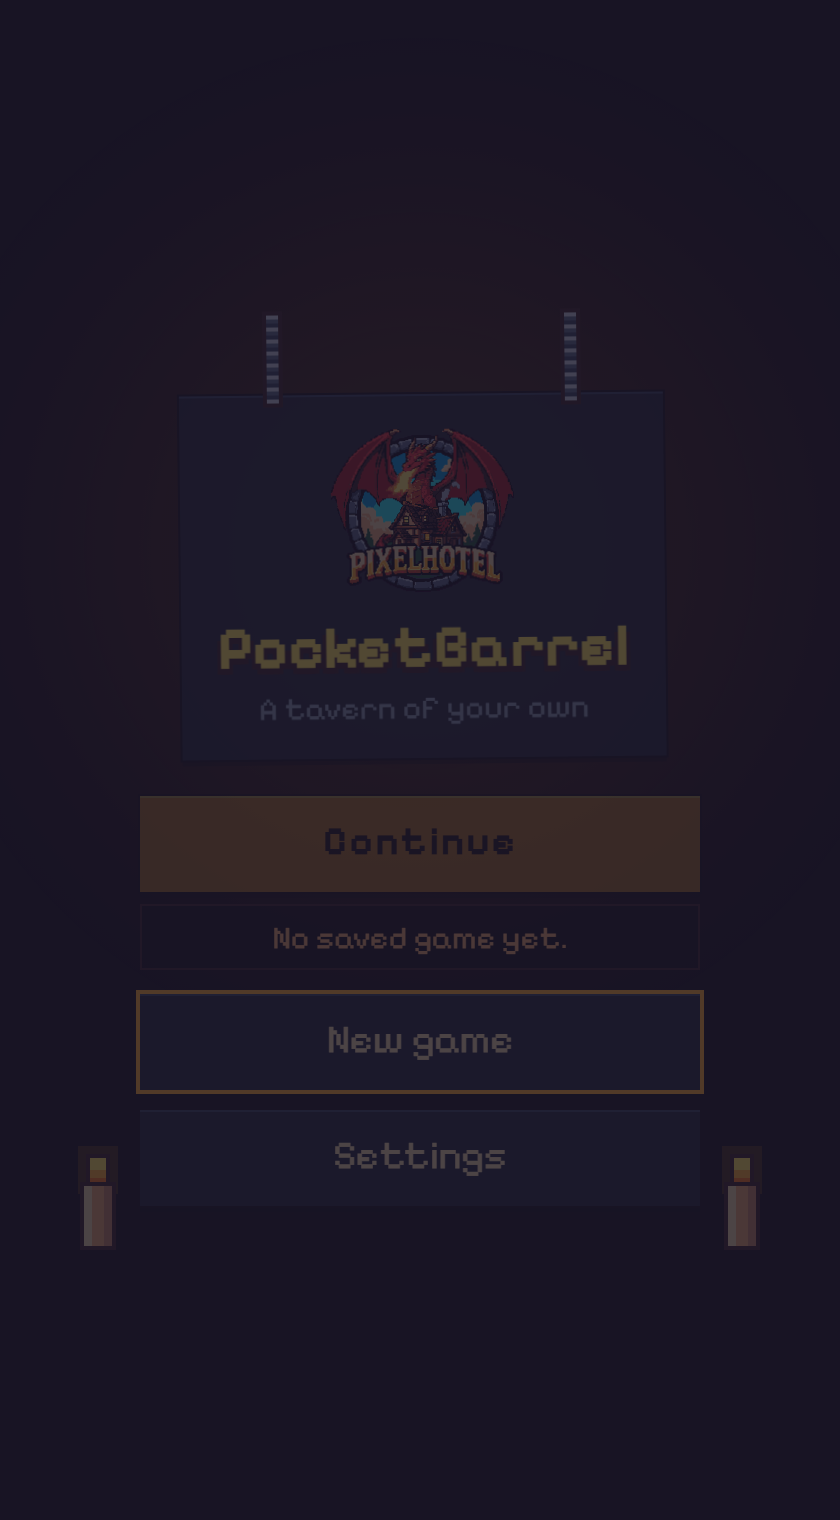 PIXELHOTEL
PocketBarrel
A tavern of your own
Continue
No saved game yet.
New game
Settings